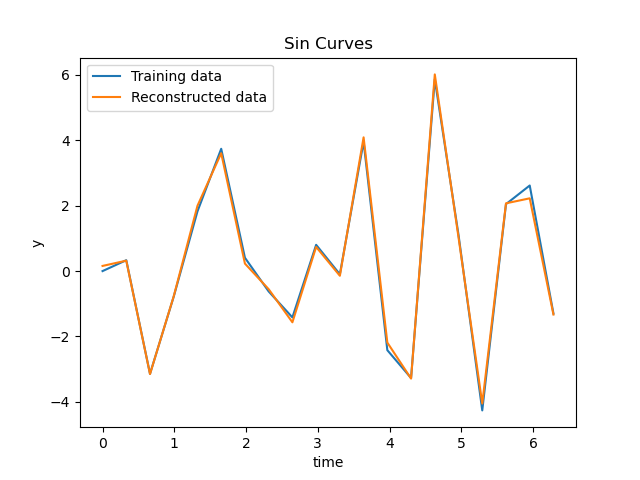 Sin Curves
Training data
Reconstructed data
6
4
2
0
−2
−4
y
0 1 2 3 4 5 6
time